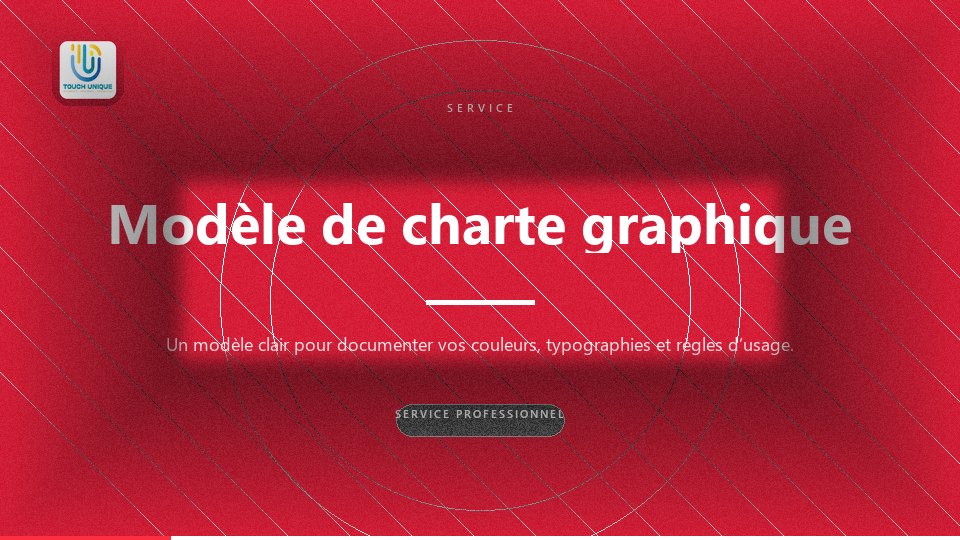 TOUCH UNIQUE
SERVICE
Modèle de charte graphique
Un modèle clair pour documenter vos couleurs, typographies et règles d'usage.
SERVICE PROFESSIONNEL